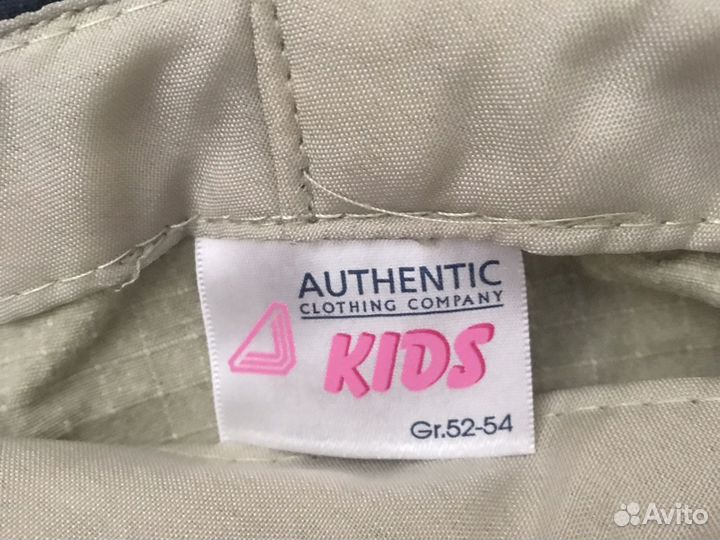 AUTHENTIC
CLOTHING COMPANY
KIDS
Gr.52-54
Avito